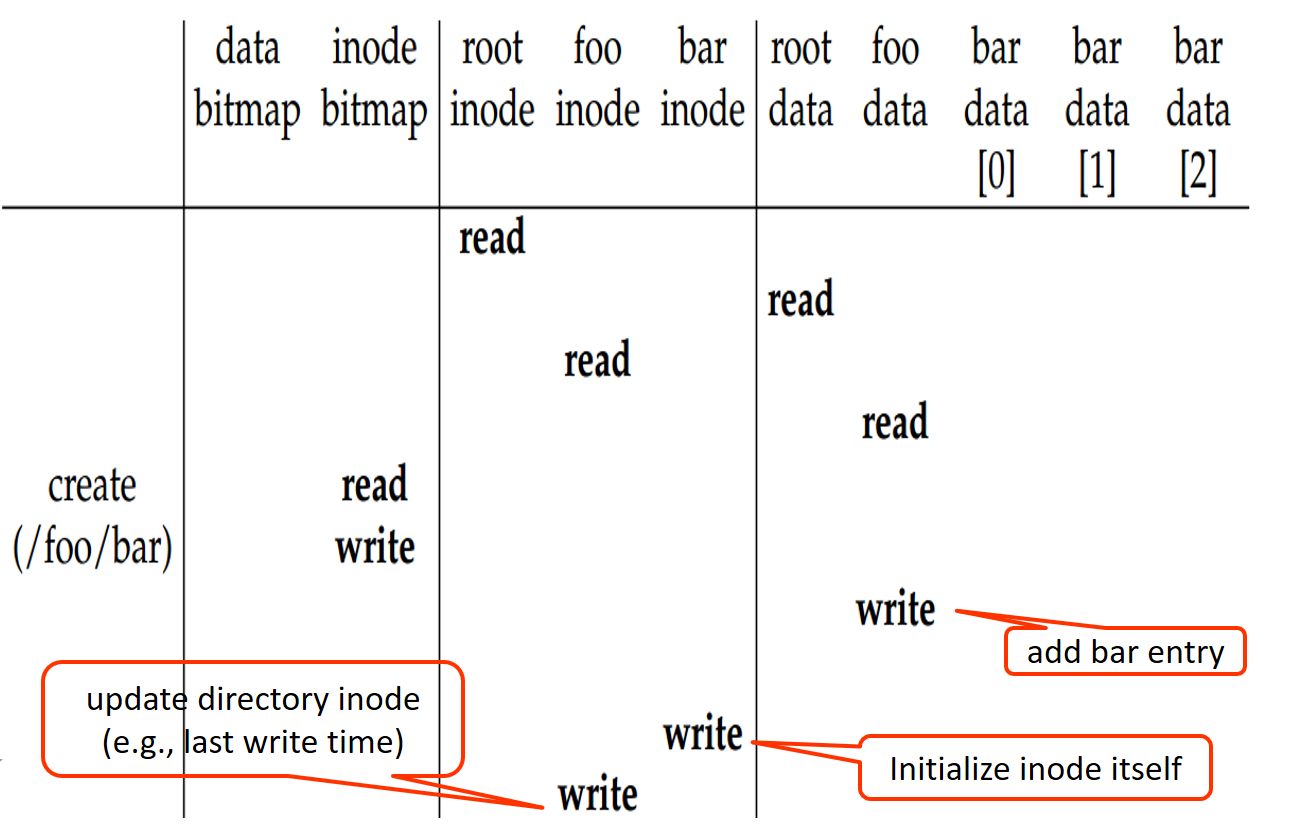 data inode root foo bar root foo bar bar bar
bitmap bitmap inode inode inode data data data data data
[0] [1] [2]
read
read
read
read
create read
(/foo/bar) write
write
add bar entry
update directory inode
(e.g., last write time)
write
Initialize inode itself
write